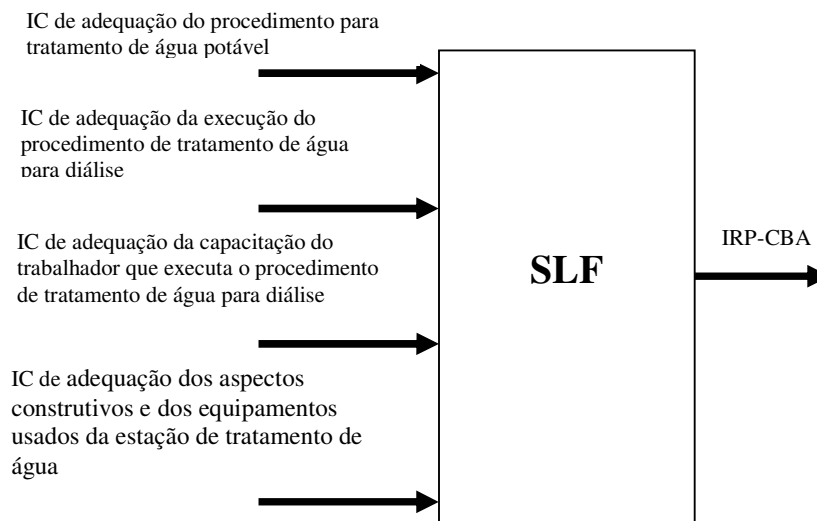 IC de adequação do procedimento para
tratamento de água potável
IC de adequação da execução do
procedimento de tratamento de água
para diálise
IC de adequação da capacitação do
trabalhador que executa o procedimento
de tratamento de água para diálise
IC de adequação dos aspectos
construtivos e dos equipamentos
usados da estação de tratamento de
água
SLF
IRP-CBA